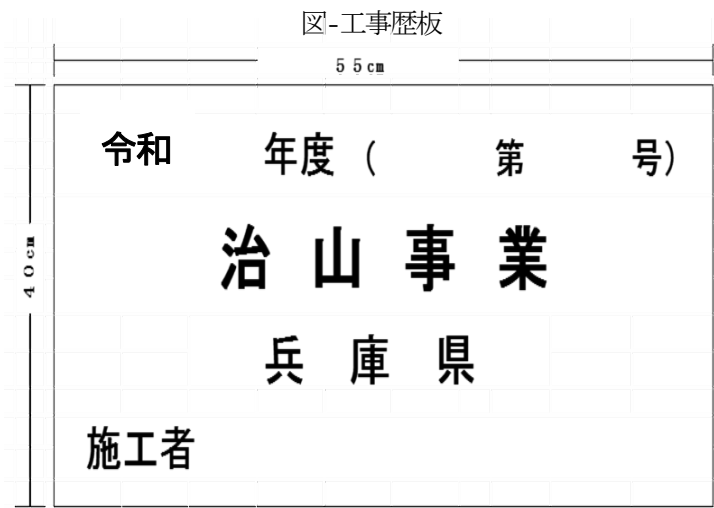 図-工事歴板
55cm
40cm
令和 年度( 第 号)
治山事業
兵庫県
施工者